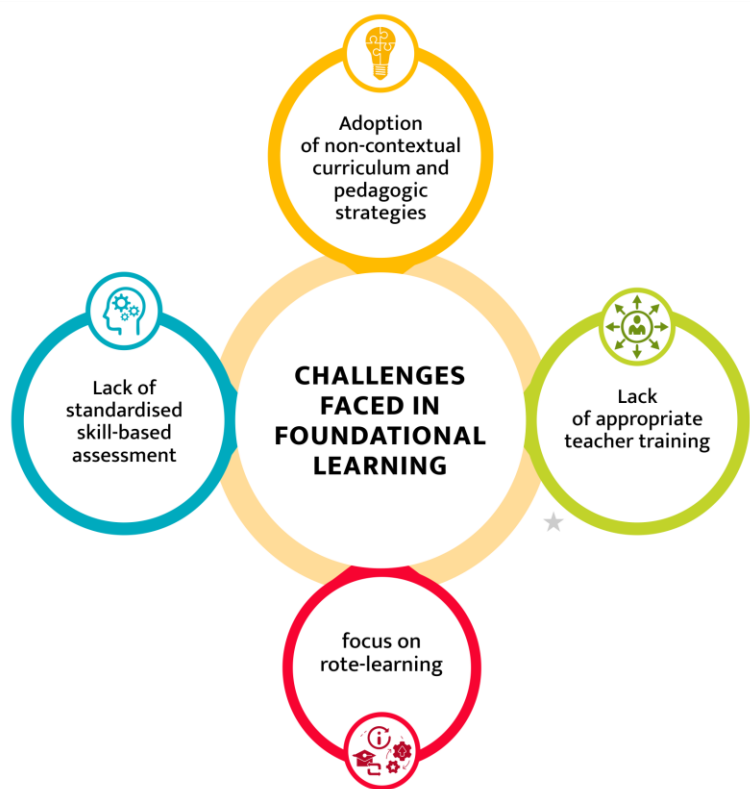 Adoption
of non-contextual
curriculum and
pedagogic
strategies
Lack of
standardised
skill-based
assessment
CHALLENGES
FACED IN
FOUNDATIONAL
LEARNING
Lack
of appropriate
teacher training
focus on
rote-learning